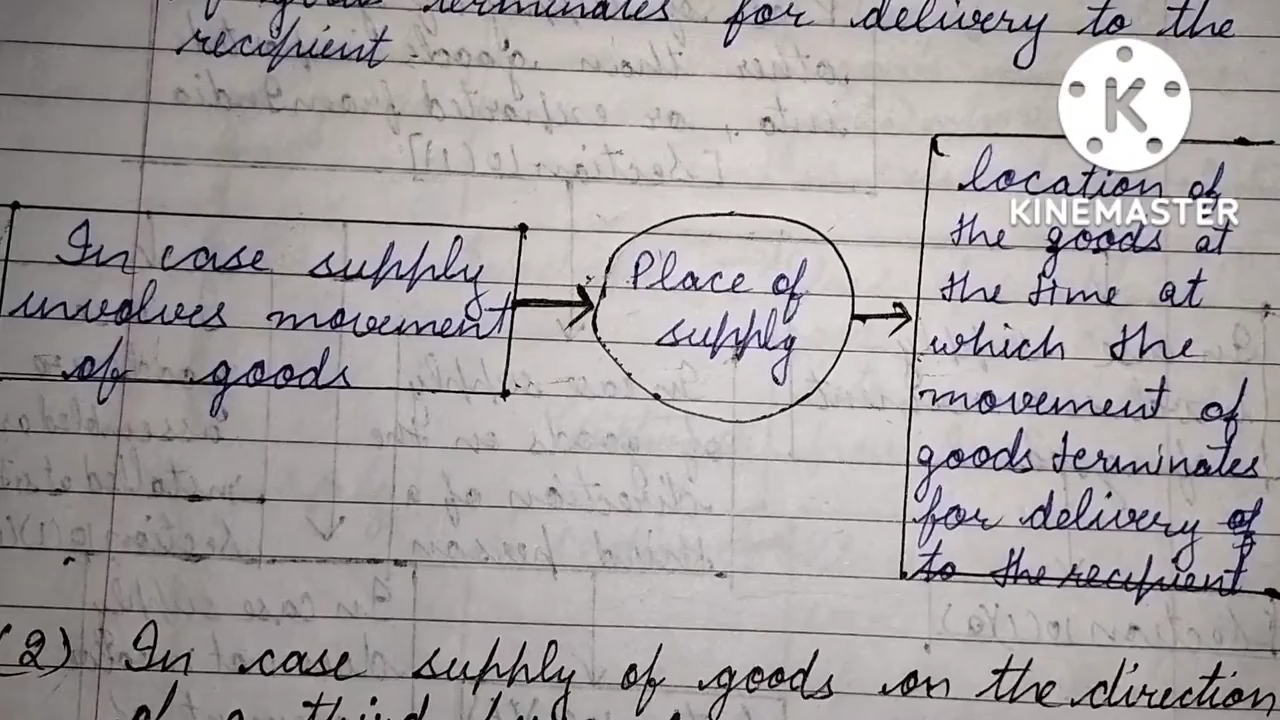 goods terminates for delivery to the
recipient
In case supply
involves movement
of goods
Place of
supply
location of
the goods at
the time at
which the
movement of
goods terminates
for delivery of
to the recipient
(2) In case supply of goods on the direction
of a third
K
KINEMASTER